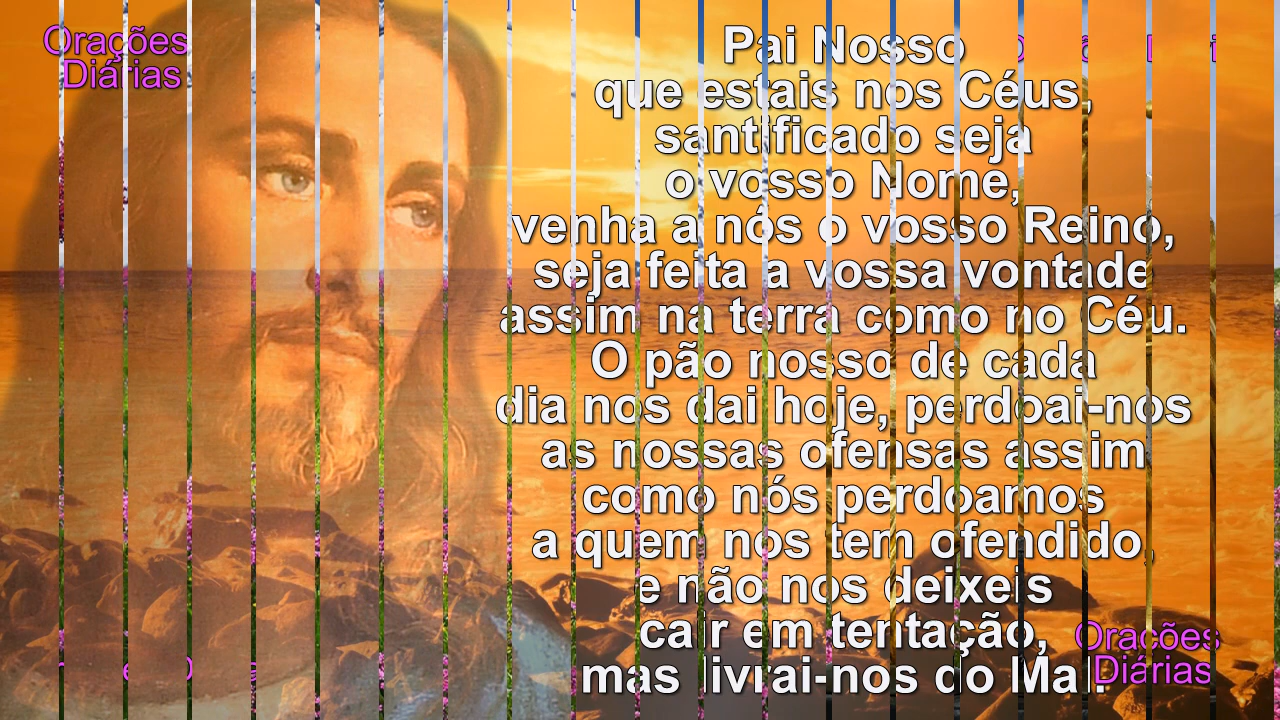 Orações
Diárias
Pai Nosso
que estais nos Céus,
santificado seja
o vosso Nome,
venha a nós o vosso Reino,
seja feita a vossa vontade
assim na terra como no Céu.
O pão nosso de cada
dia nos dai hoje, perdoai-nos
as nossas ofensas assim
como nós perdoamos
a quem nos tem ofendido,
e não nos deixeis
cair em tentação,
mas livrai-nos do Mal.
Orações
Diárias